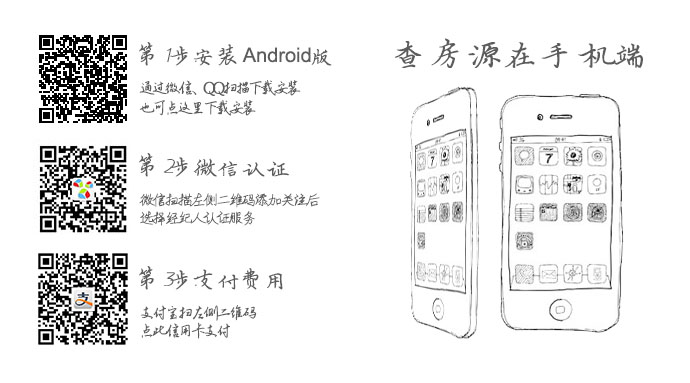 第1步安装Android版
通过微信、QQ扫描下载安装
也可点这里下载安装
第2步微信认证
微信扫描左侧二维码添加关注后
选择经纪人认证服务
第3步支付费用
支付宝扫左侧二维码
点此信用卡支付
查房源在手机端
支
7
7